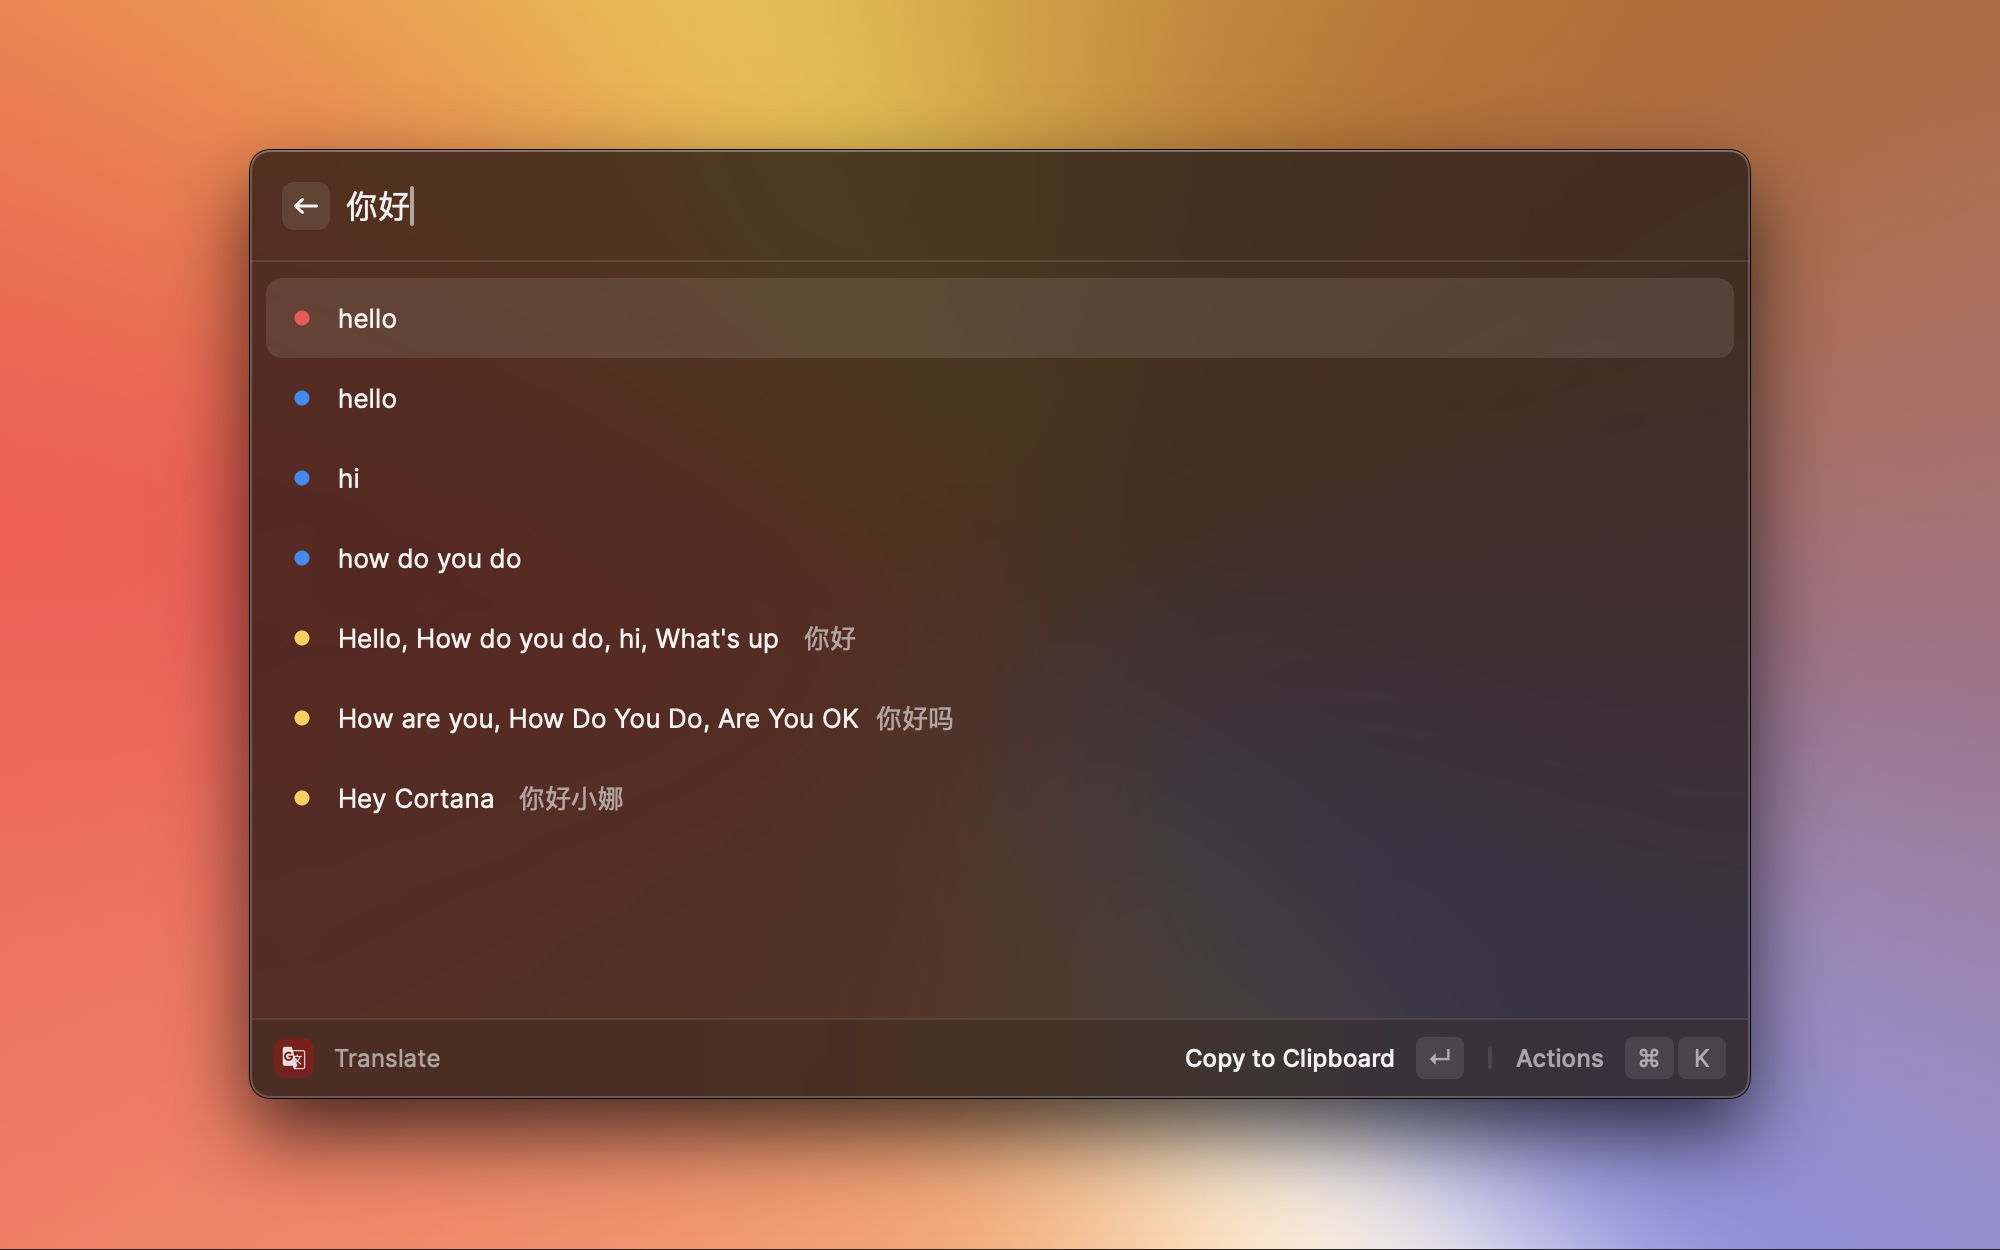 你好
hello
hello
hi
how do you do
Hello, How do you do, hi, What's up 你好
How are you, How Do You Do, Are You OK 你好吗
Hey Cortana 你好小娜
Translate Copy to Clipboard ↵ | Actions ⌘ K